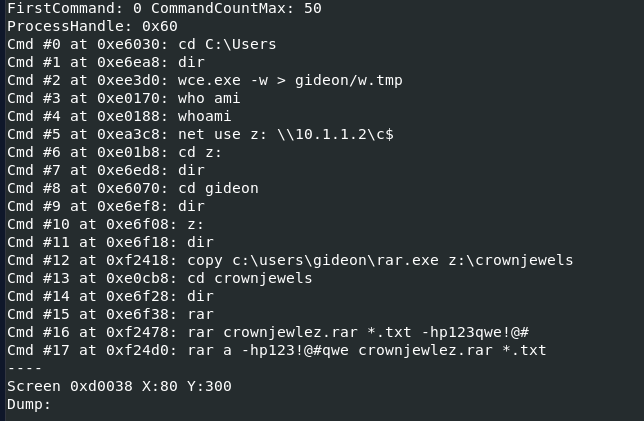 FirstCommand: 0 CommandCountMax: 50
ProcessHandle: 0x60
Cmd #0 at 0xe6030: cd C:\Users
Cmd #1 at 0xe6ea8: dir
Cmd #2 at 0xee3d0: wce.exe -w > gideon/w.tmp
Cmd #3 at 0xe0170: who ami
Cmd #4 at 0xe0188: whoami
Cmd #5 at 0xea3c8: net use z: \\10.1.1.2\c$
Cmd #6 at 0xe01b8: cd z:
Cmd #7 at 0xe6ed8: dir
Cmd #8 at 0xe6070: cd gideon
Cmd #9 at 0xe6ef8: dir
Cmd #10 at 0xe6f08: z:
Cmd #11 at 0xe6f18: dir
Cmd #12 at 0xf2418: copy c:\users\gideon\rar.exe z:\crownjewels
Cmd #13 at 0xe0cb8: cd crownjewels
Cmd #14 at 0xe6f28: dir
Cmd #15 at 0xe6f38: rar
Cmd #16 at 0xf2478: rar crownjewlez.rar *.txt -hp123qwe!@#
Cmd #17 at 0xf24d0: rar a -hp123!@#qwe crownjewlez.rar *.txt
----
Screen 0xd0038 X:80 Y:300
Dump: